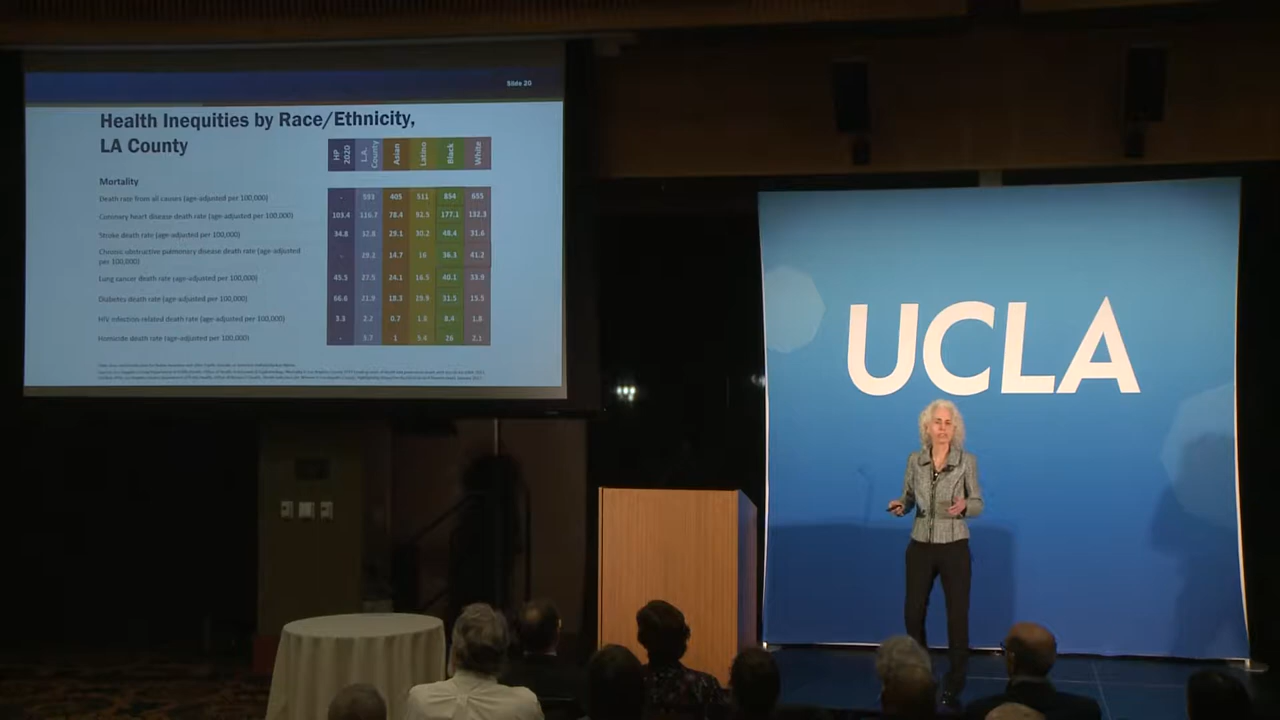 Slide 20
Health Inequities by Race/Ethnicity,
LA County
HP 2020 L.A. County Asian Latino Black White
Mortality
Death rate from all causes (age-adjusted per 100,000) - 593 405 511 854 655
Coronary heart disease death rate (age-adjusted per 100,000) 103.4 116.7 78.4 92.5 177.1 132.3
Stroke death rate (age-adjusted per 100,000) 34.8 30.2 48.4 31.6
Chronic obstructive pulmonary disease death rate (age-adjusted
per 100,000) - 29.2 14.7 16 36.3 41.2
Lung cancer death rate (age-adjusted per 100,000) 45.5 27.5 24.1 16.5 40.1 33.9
Diabetes death rate (age-adjusted per 100,000) 66.6 21.9 18.3 29.9 31.5 15.5
HIV infection-related death rate (age-adjusted per 100,000) 3.3 2.2 0.7 8.4 1.8
Homicide death rate (age-adjusted per 100,000) - 5.7 1 5.4 26 2.1
UCLA